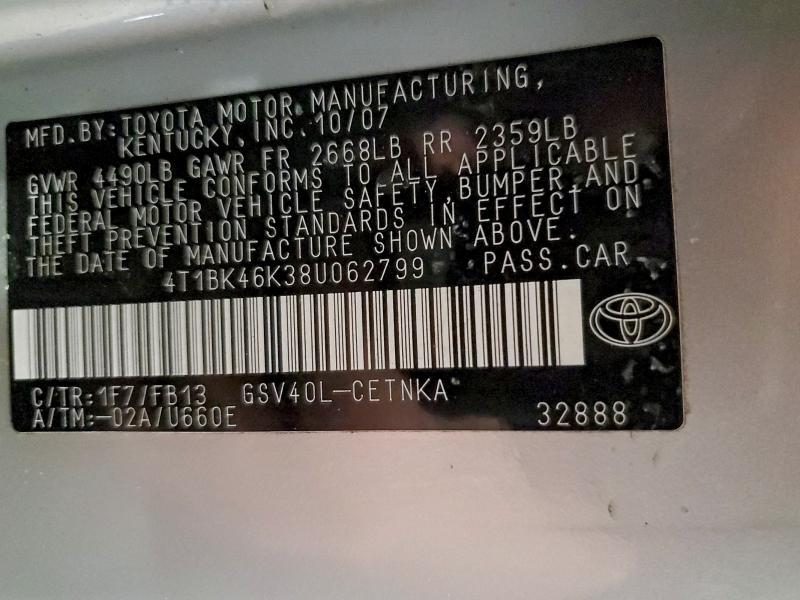 MFD.BY:TOYOTA MOTOR MANUFACTURING,
KENTUCKY, INC.10/07
GVWR 4490LB GAWR FR 2668LB RR 2359LB
THIS VEHICLE CONFORMS TO ALL APPLICABLE
FEDERAL MOTOR VEHICLE SAFETY,BUMPER,AND
THEFT PREVENTION STANDARDS IN EFFECT ON
THE DATE OF MANUFACTURE SHOWN ABOVE.
4T1BK46K38U062799 PASS.CAR
C/TR:1F7/FB13 GSV40L-CETNKA
A/TM:-02A/U660E 32888